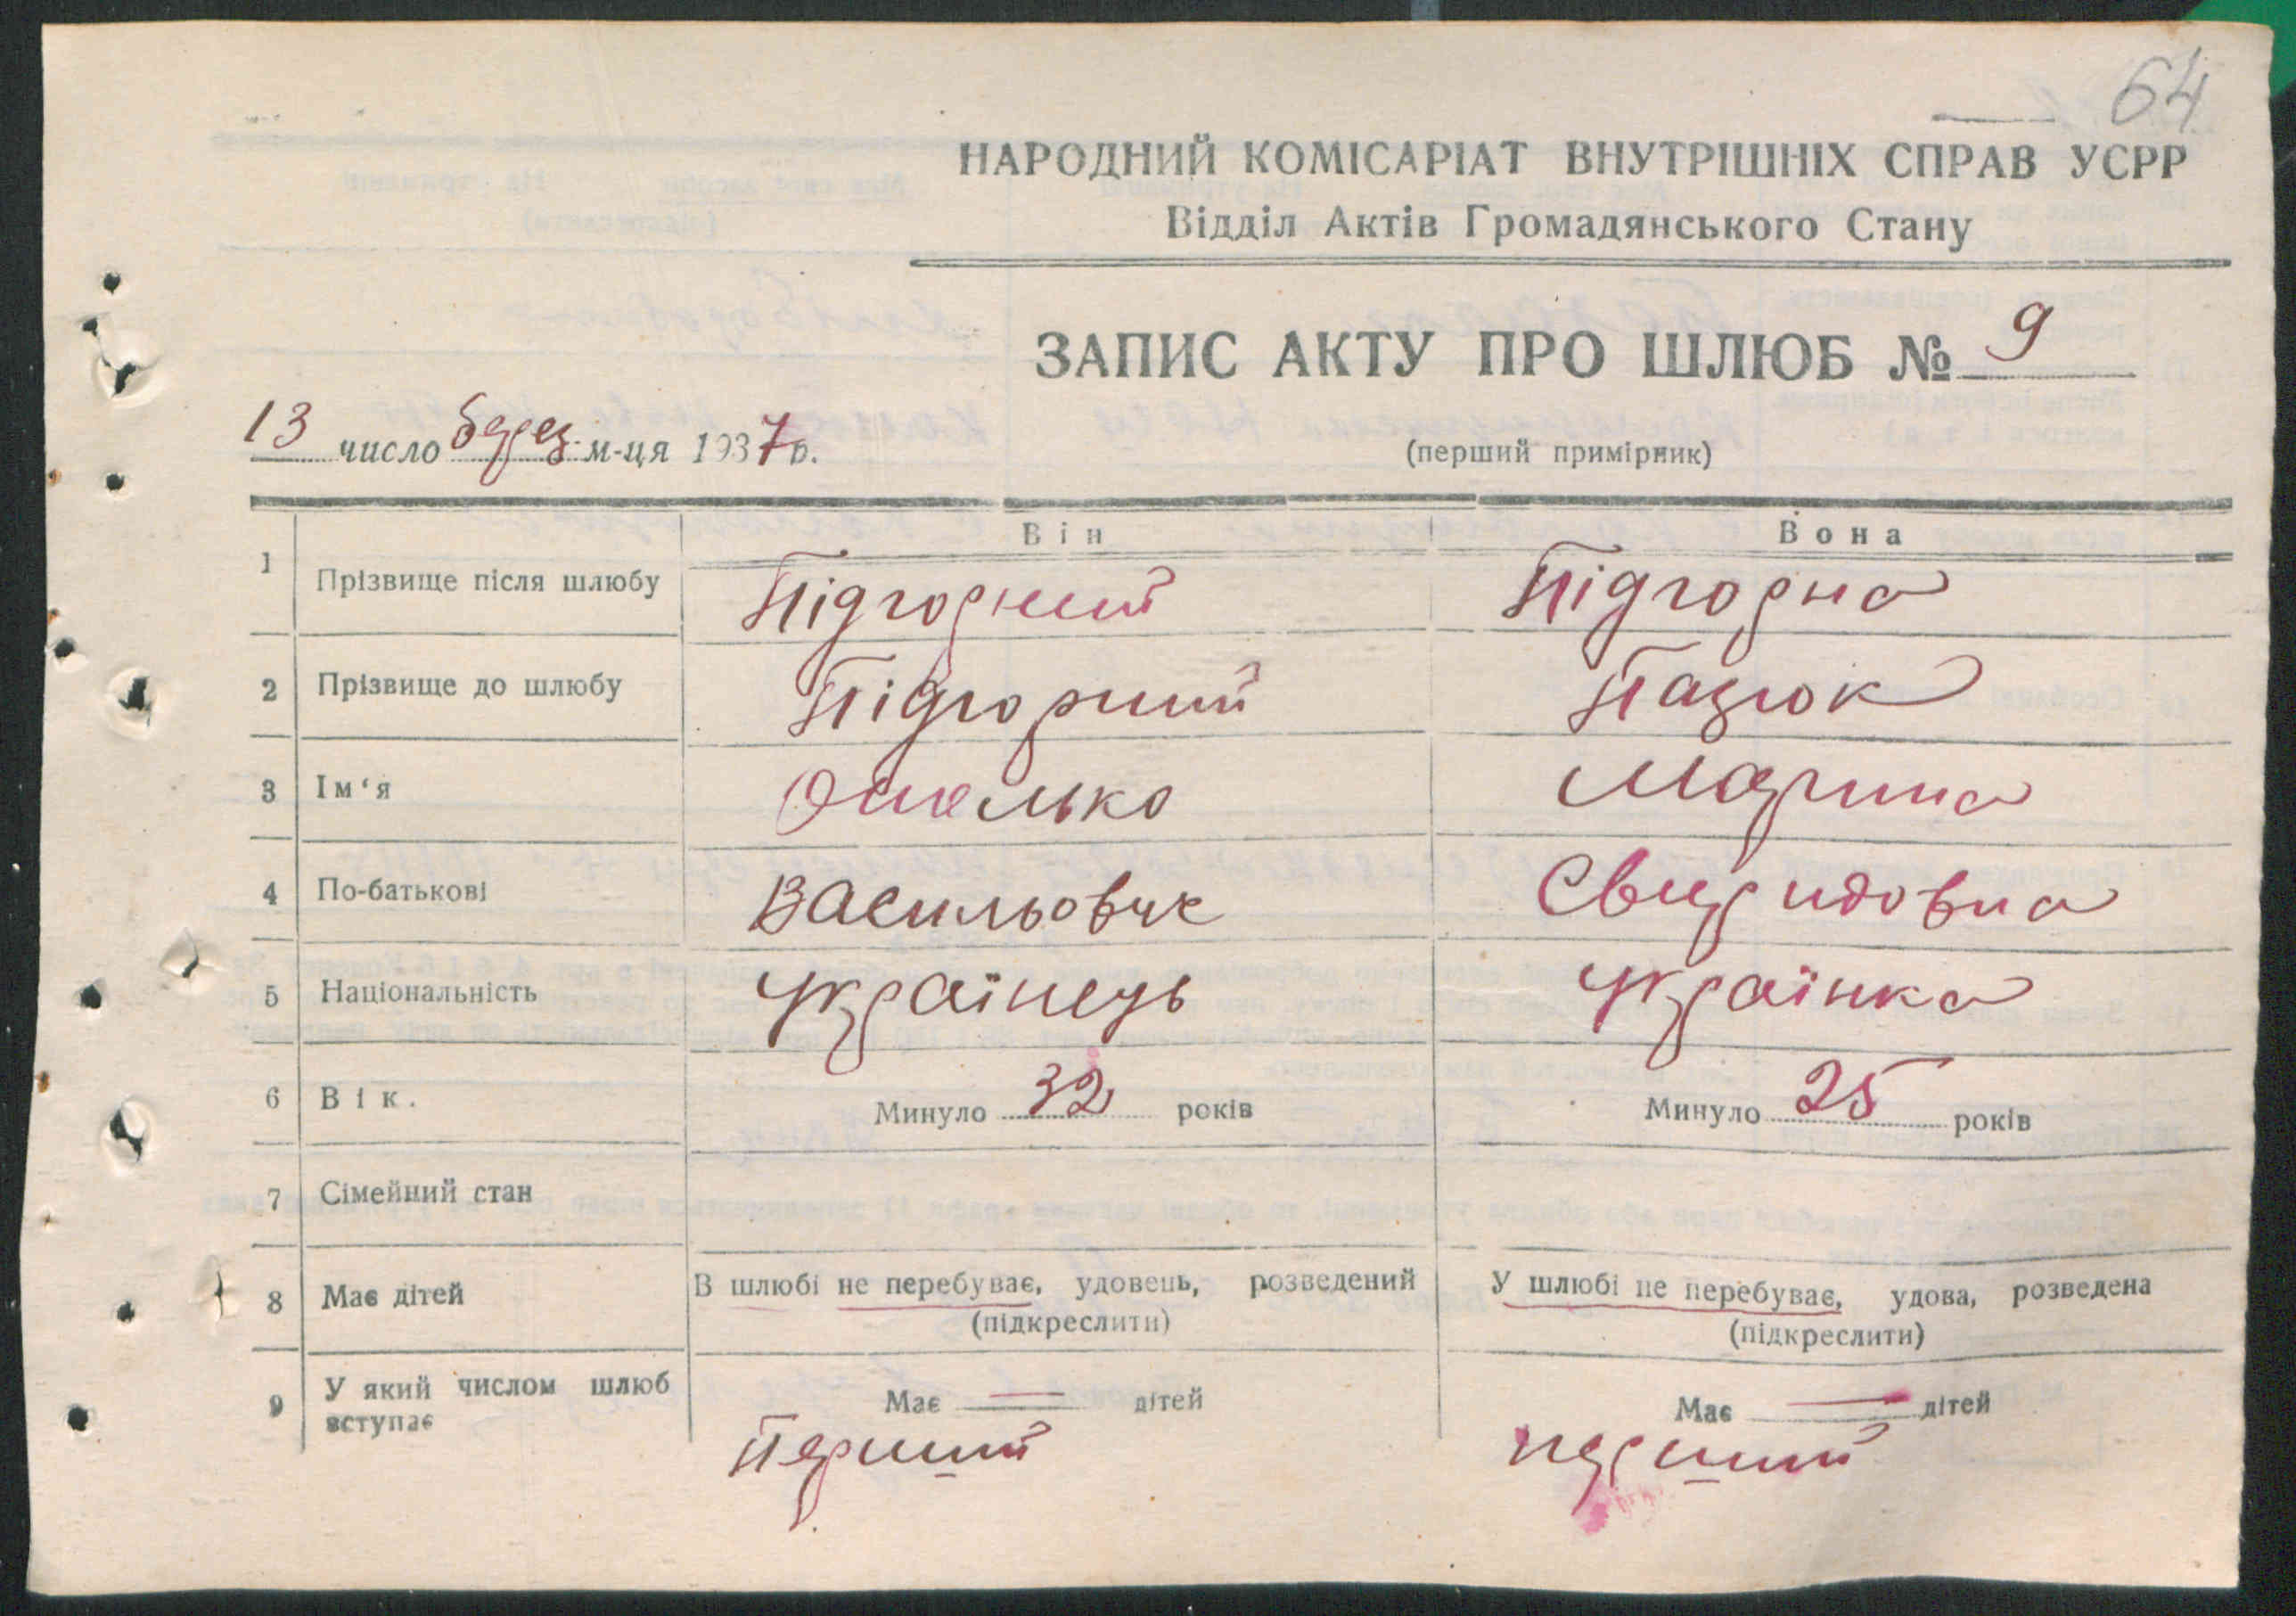 64
НАРОДНИЙ КОМІСАРІАТ ВНУТРІШНІХ СПРАВ УСРР
Відділ Актів Громадянського Стану
ЗАПИС АКТУ ПРО ШЛЮБ № 9
13 число берез. м-ця 1937 р.
(перший примірник)
Він Вона
1 Прізвище після шлюбу Підгорний Підгорна
2 Прізвище до шлюбу Підгорний Пацюк
3 Ім'я Омелько Марина
4 По-батькові Васильович Свиридовна
5 Національність Українець Українка
6 Вік. Минуло 32 років Минуло 25 років
7 Сімейний стан
8 Має дітей В шлюбі не перебуває, удовець, розведений У шлюбі не перебуває, удова, розведена
(підкреслити) (підкреслити)
9 У який числом шлюб вступає Має — дітей Має — дітей
Перший перший